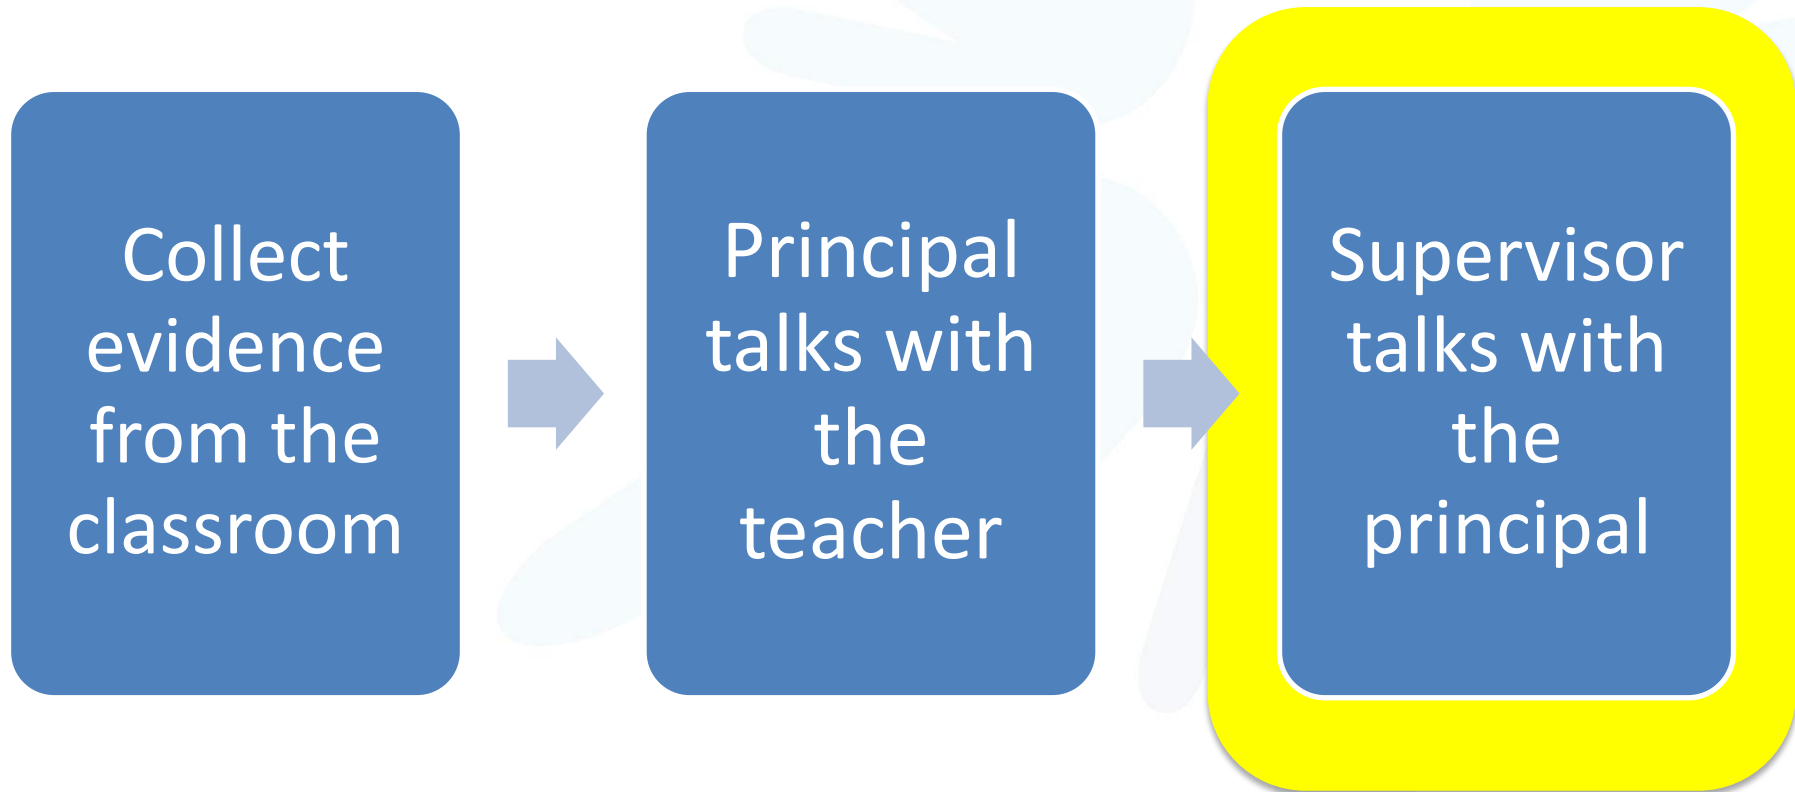 Collect
evidence
from the
classroom
Principal
talks with
the
teacher
Supervisor
talks with
the
principal